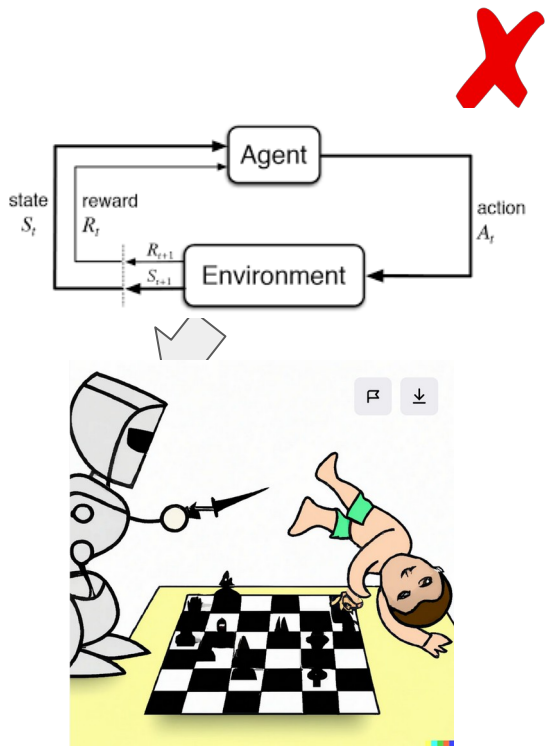 Agent
state
S_t
reward
R_t
action
A_t
R_{t+1}
S_{t+1}
Environment